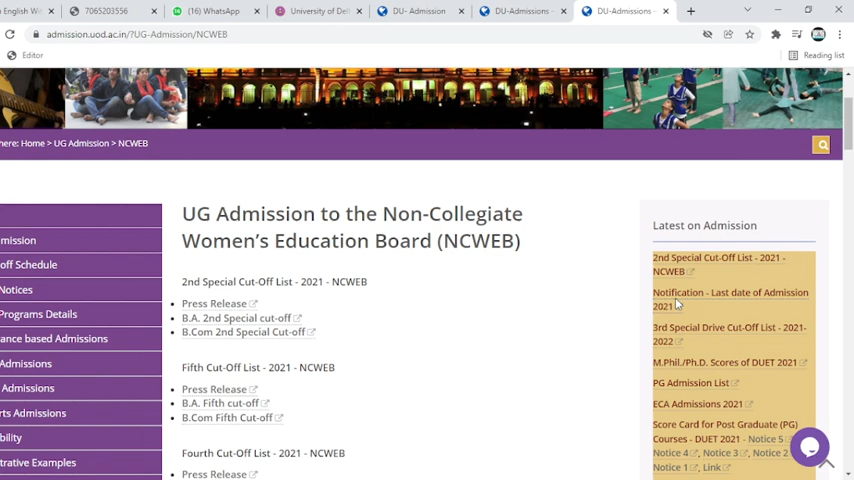 n English Wi
7065203556
(16) WhatsApp
University of Del
DU- Admission
DU-Admissions -
DU-Admissions -
admission.uod.ac.in/?UG-Admission/NCWEB
Editor
Reading list
here: Home > UG Admission > NCWEB
mission
off Schedule
Notices
Programs Details
ance based Admissions
Admissions
Admissions
rts Admissions
bility
strative Examples
UG Admission to the Non-Collegiate
Women's Education Board (NCWEB)
2nd Special Cut-Off List - 2021 - NCWEB
Press Release
B.A. 2nd Special cut-off
B.Com 2nd Special Cut-off
Fifth Cut-Off List - 2021 - NCWEB
Press Release
B.A. Fifth cut-off
B.Com Fifth Cut-off
Fourth Cut-Off List - 2021 - NCWEB
Press Release
Latest on Admission
2nd Special Cut-Off List - 2021 -
NCWEB
Notification - Last date of Admission
2021
3rd Special Drive Cut-Off List - 2021-
2022
M.Phil./Ph.D. Scores of DUET 2021
PG Admission List
ECA Admissions 2021
Score Card for Post Graduate (PG)
Courses - DUET 2021 - Notice 5
Notice 4, Notice 3, Notice 2
Notice 1, Link